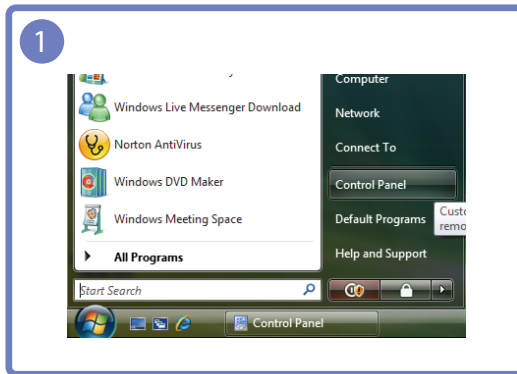 1
Windows Live Messenger Download
Norton AntiVirus
Windows DVD Maker
Windows Meeting Space
All Programs
Start Search
Computer
Network
Connect To
Control Panel
Default Programs
Help and Support
Control Panel